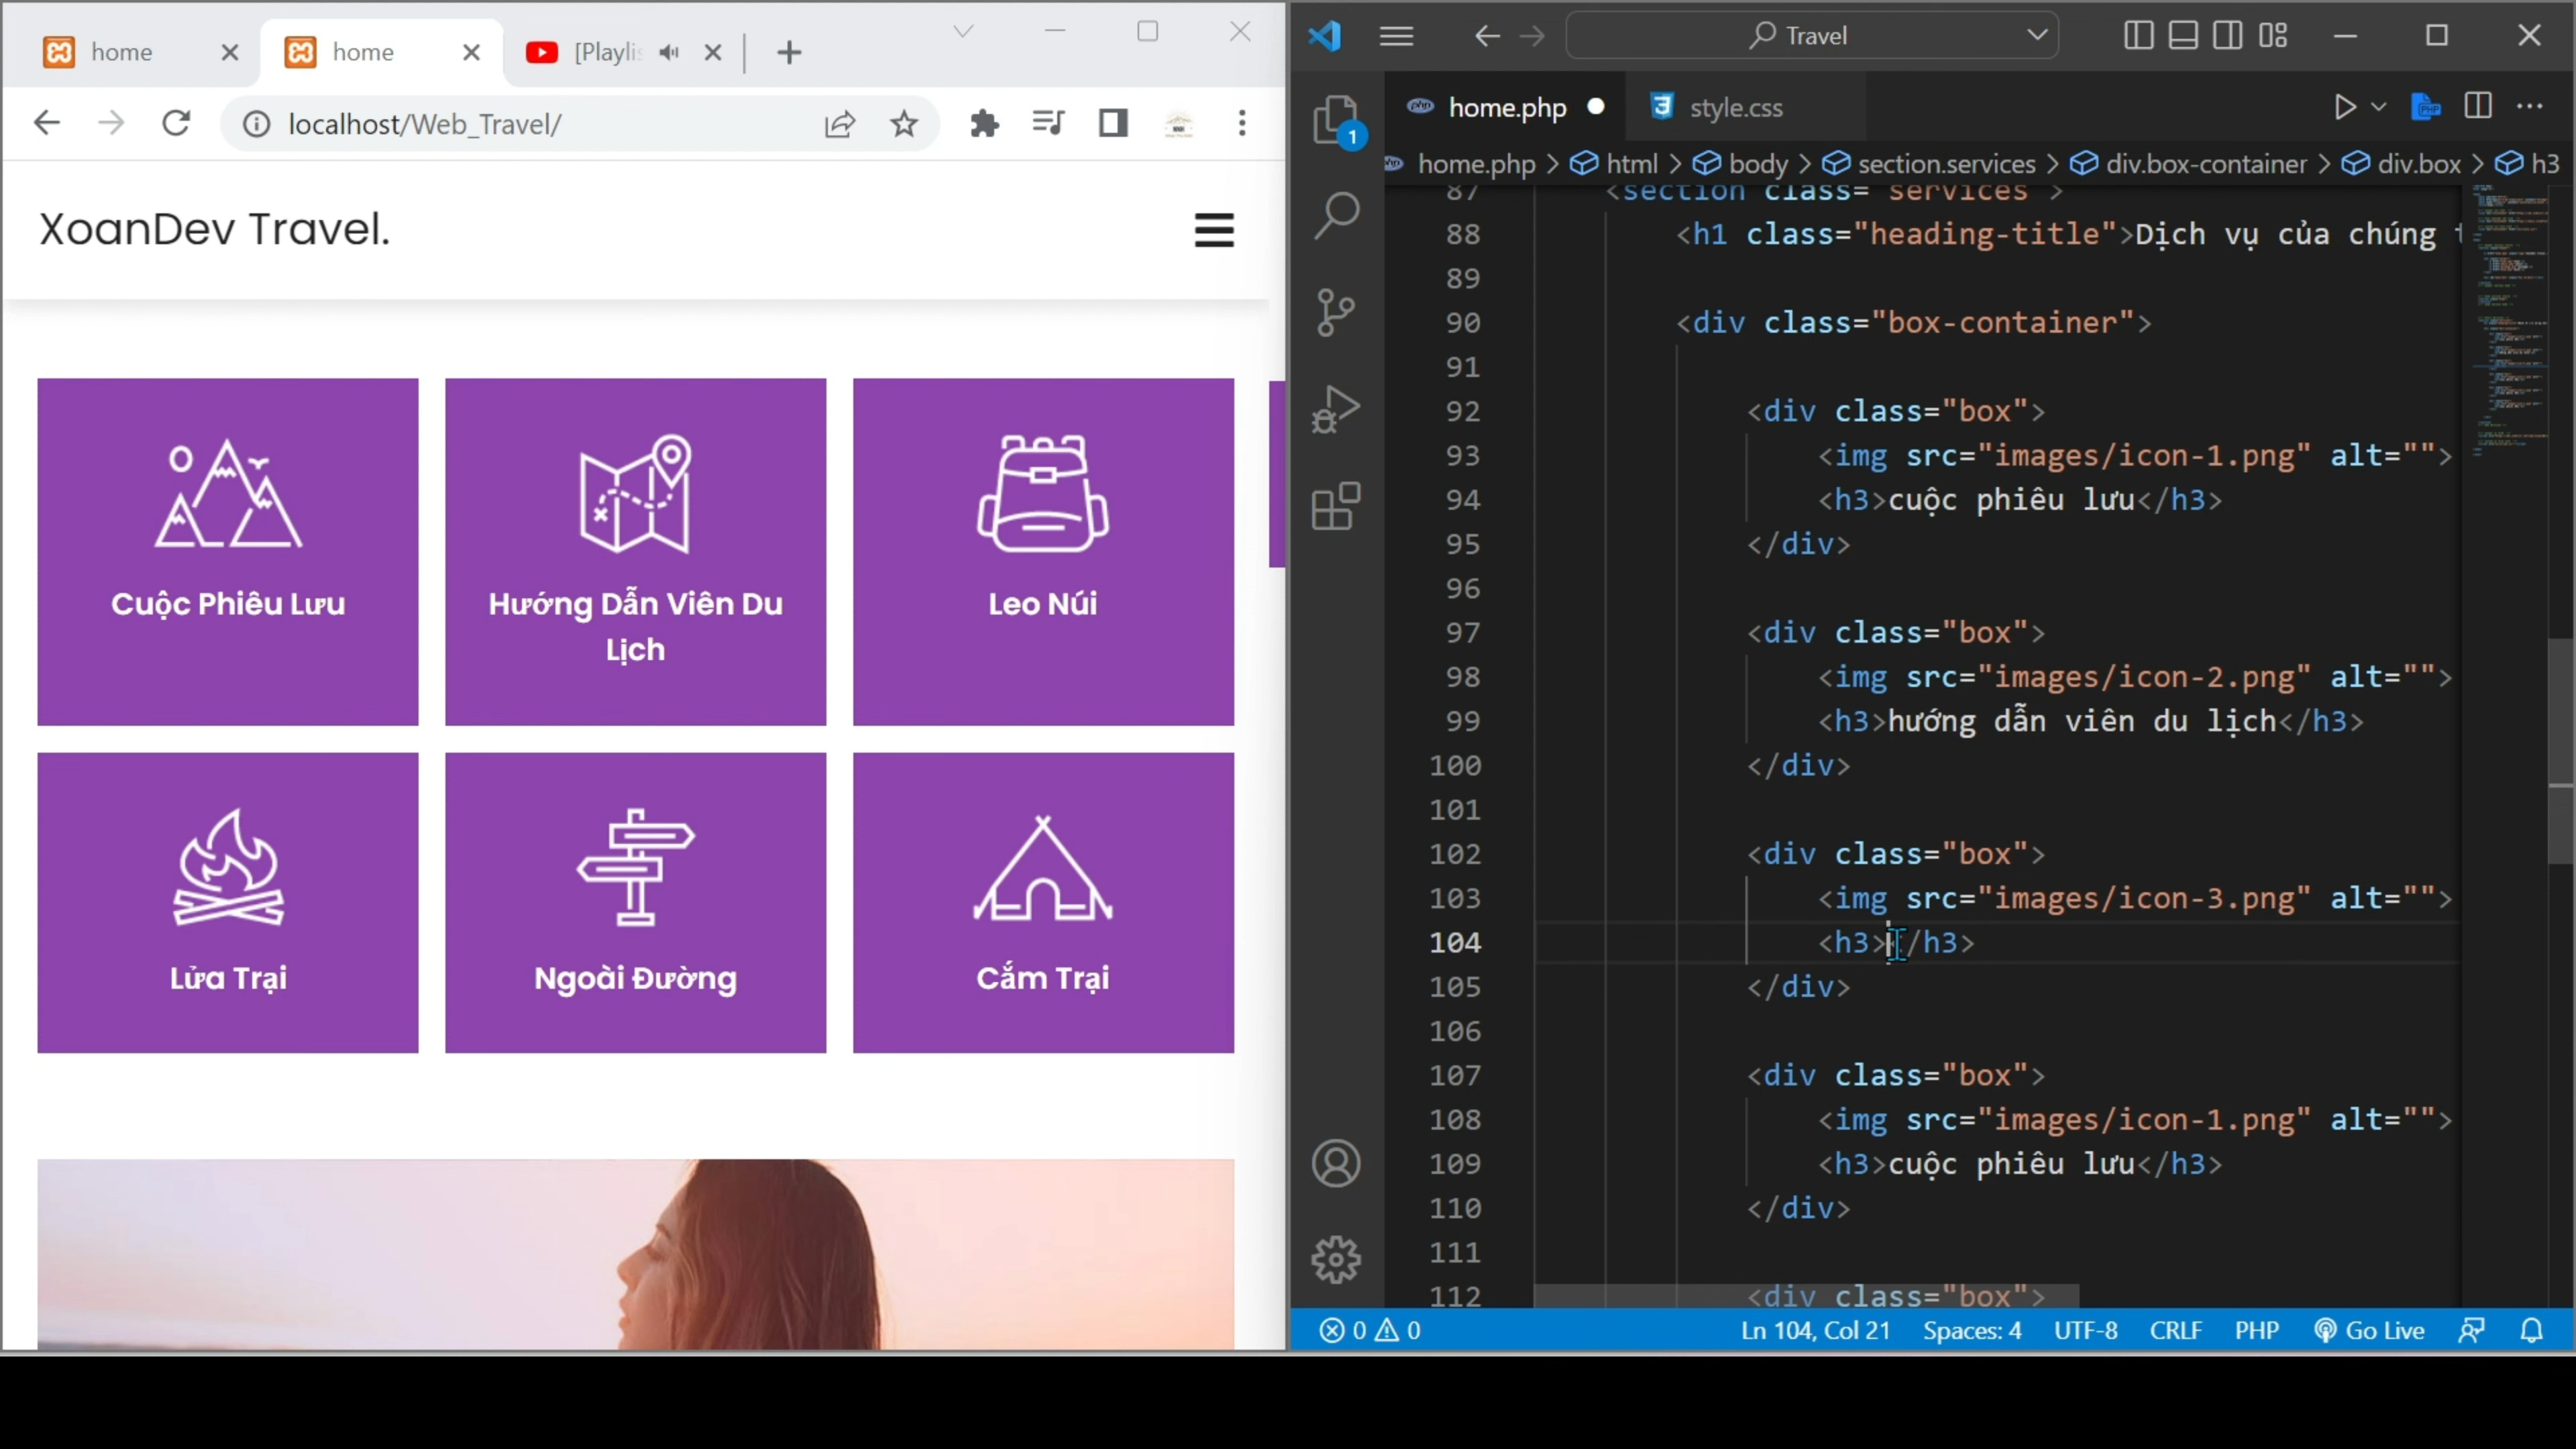 home
home
[Playli
localhost/Web_Travel/
XoanDev Travel.
Cuộc Phiêu Lưu
Hướng Dẫn Viên Du
Lịch
Leo Núi
Lửa Trại
Ngoài Đường
Cắm Trại
Travel
home.php
style.css
1
home.php > html > body > section.services > div.box-container > div.box > h3
87 <section class="services">
88 <h1 class="heading-title">Dịch vụ của chúng
89
90 <div class="box-container">
91
92 <div class="box">
93 <img src="images/icon-1.png" alt="">
94 <h3>cuộc phiêu lưu</h3>
95 </div>
96
97 <div class="box">
98 <img src="images/icon-2.png" alt="">
99 <h3>hướng dẫn viên du lịch</h3>
100 </div>
101
102 <div class="box">
103 <img src="images/icon-3.png" alt="">
104 <h3></h3>
105 </div>
106
107 <div class="box">
108 <img src="images/icon-1.png" alt="">
109 <h3>cuộc phiêu lưu</h3>
110 </div>
111
112 <div class="box">
0 0 Ln 104, Col 21 Spaces: 4 UTF-8 CRLF PHP Go Live